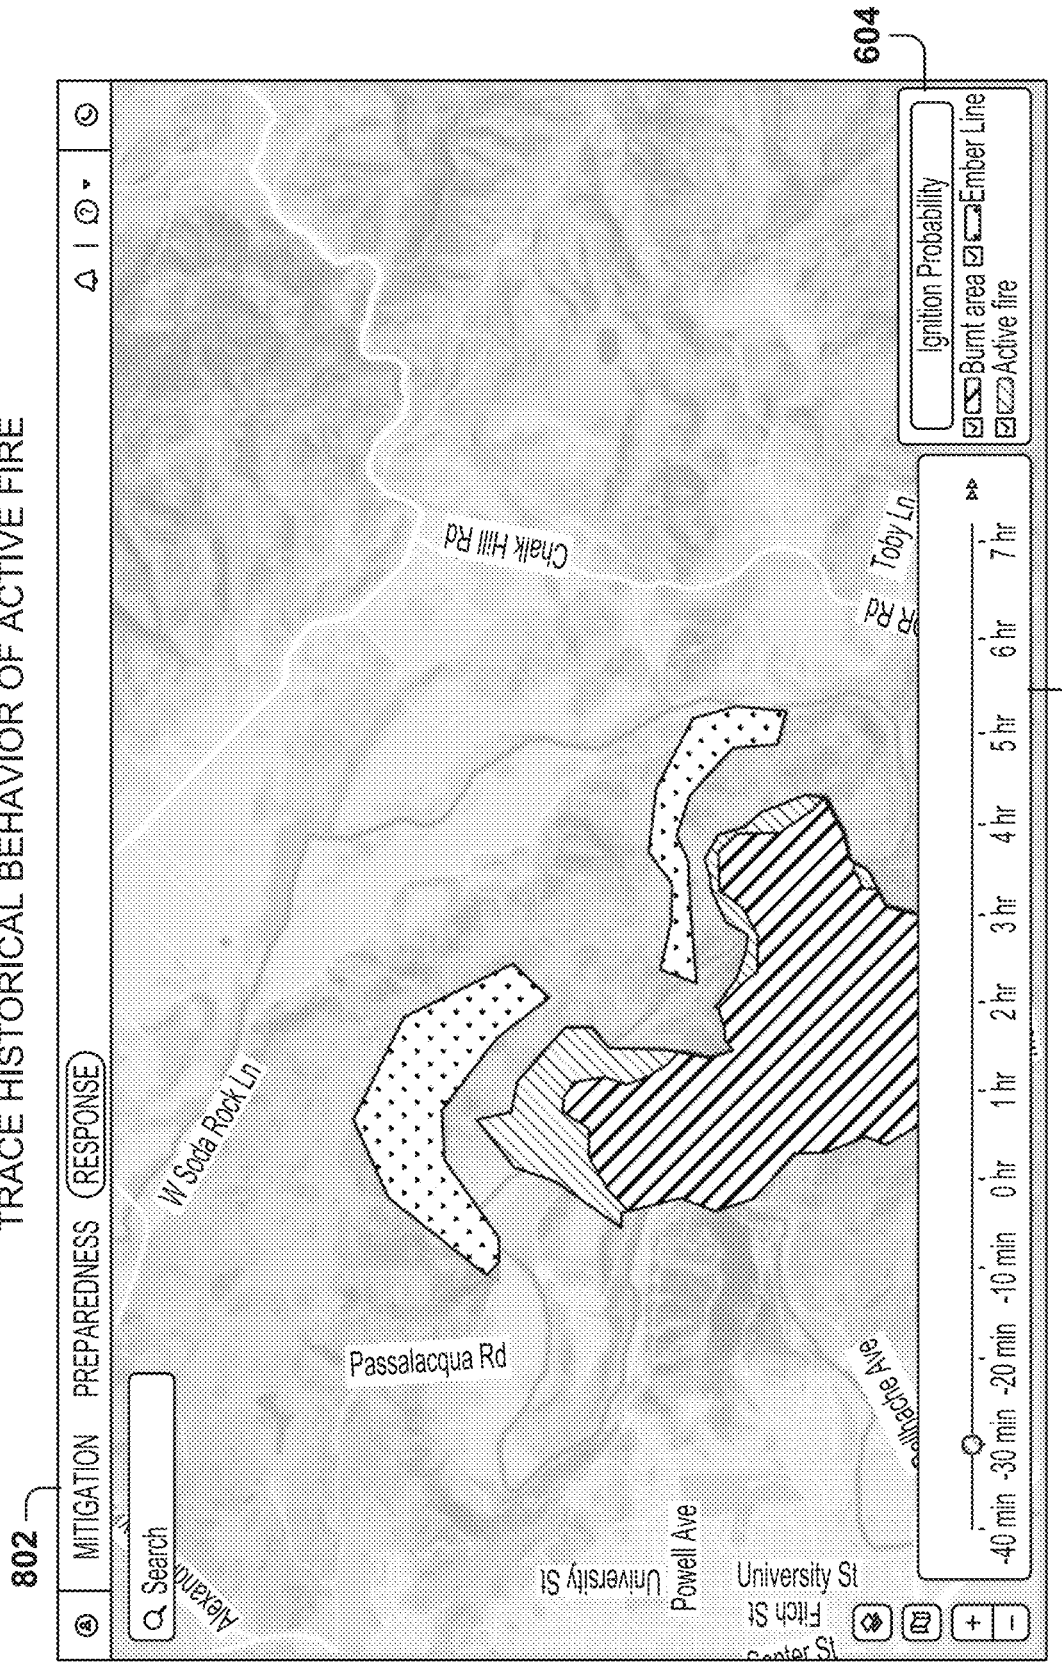 TRACE HISTORICAL BEHAVIOR OF ACTIVE FIRE
802
MITIGATION PREPAREDNESS RESPONSE
Search
W Soda Rock Ln
Passalacqua Rd
Chalk Hill Rd
University St
Powell Ave
University St
Fitch St
Toby Ln
604
Ignition Probability
Burnt area Ember Line
Active fire
-40 min -30 min -20 min -10 min 0 hr 1 hr 2 hr 3 hr 4 hr 5 hr 6 hr 7 hr